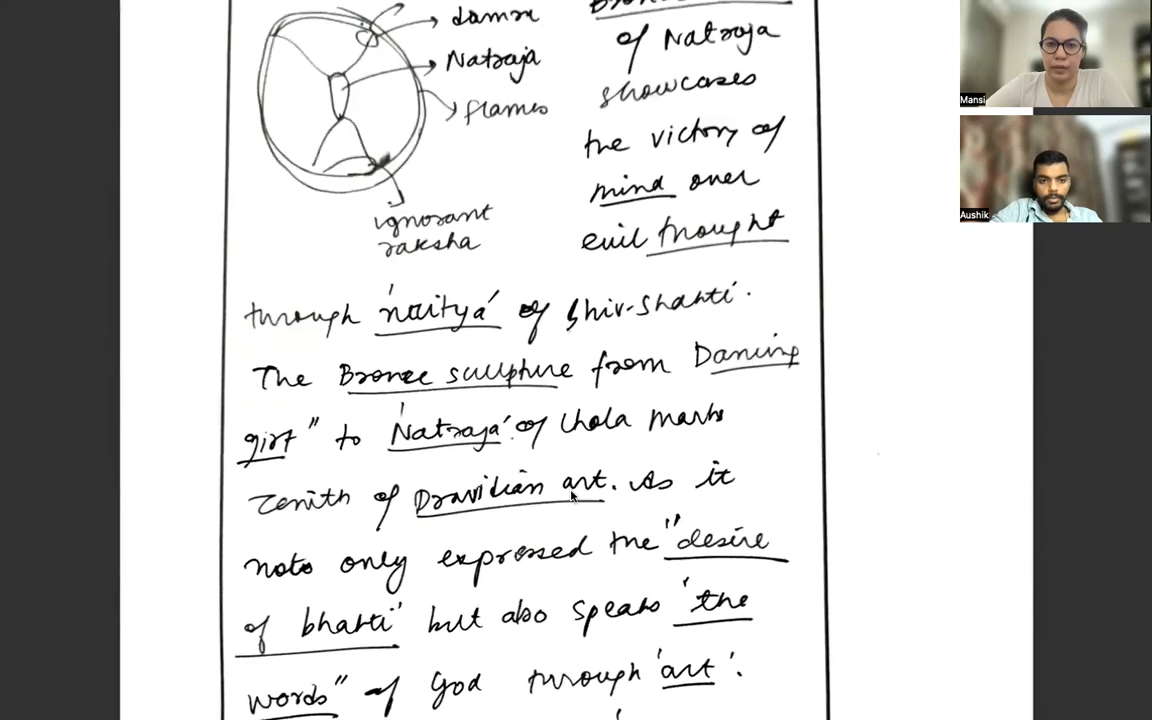 damru
Natraja
flames
ignorant
raksha
of Natraja
showcases
the victory of
mind over
evil thought
through 'naitya' of Shiv-Shakti.
The Bronze sculpture from Dancing
girl" to 'Natraja' of Chola marks
zenith of Dravidian art. As it
nots only expressed the "desire
of bhakti' but also speaks 'the
words" of God through 'art'.
Mansi
Aushik